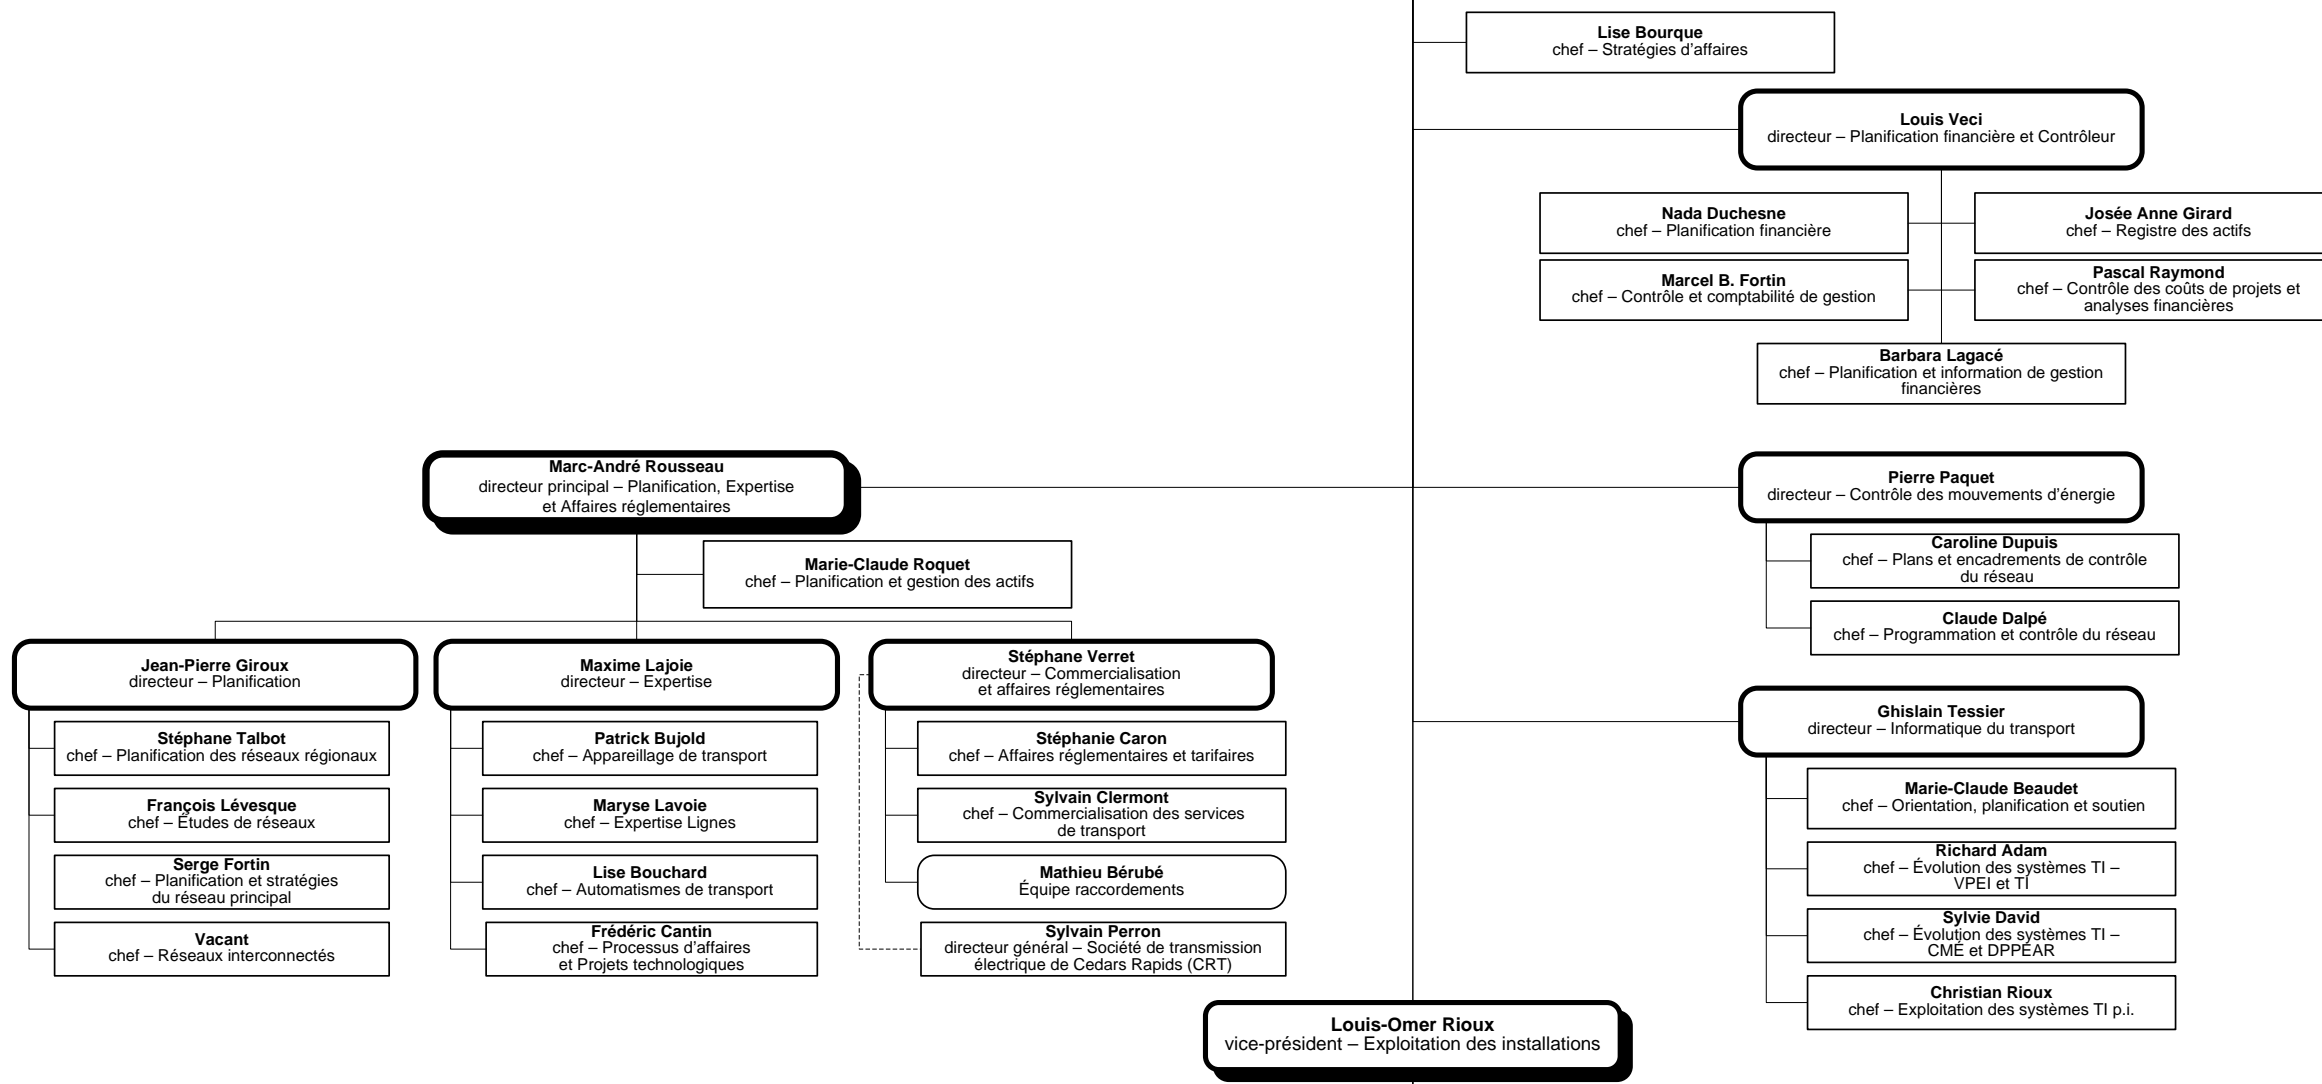 Lise Bourque
chef – Stratégies d'affaires
Louis Veci
directeur – Planification financière et Contrôleur
Nada Duchesne
chef – Planification financière
Josée Anne Girard
chef – Registre des actifs
Marcel B. Fortin
chef – Contrôle et comptabilité de gestion
Pascal Raymond
chef – Contrôle des coûts de projets et
analyses financières
Barbara Lagacé
chef – Planification et information de gestion
financières
Marc-André Rousseau
directeur principal – Planification, Expertise
et Affaires réglementaires
Marie-Claude Roquet
chef – Planification et gestion des actifs
Jean-Pierre Giroux
directeur – Planification
Stéphane Talbot
chef – Planification des réseaux régionaux
François Lévesque
chef – Études de réseaux
Serge Fortin
chef – Planification et stratégies
du réseau principal
Vacant
chef – Réseaux interconnectés
Maxime Lajoie
directeur – Expertise
Patrick Bujold
chef – Appareillage de transport
Maryse Lavoie
chef – Expertise Lignes
Lise Bouchard
chef – Automatismes de transport
Frédéric Cantin
chef – Processus d'affaires
et Projets technologiques
Stéphane Verret
directeur – Commercialisation
et affaires réglementaires
Stéphanie Caron
chef – Affaires réglementaires et tarifaires
Sylvain Clermont
chef – Commercialisation des services
de transport
Mathieu Bérubé
Équipe raccordements
Sylvain Perron
directeur général – Société de transmission
électrique de Cedars Rapids (CRT)
Pierre Paquet
directeur – Contrôle des mouvements d'énergie
Caroline Dupuis
chef – Plans et encadrements de contrôle
du réseau
Claude Dalpé
chef – Programmation et contrôle du réseau
Ghislain Tessier
directeur – Informatique du transport
Marie-Claude Beaudet
chef – Orientation, planification et soutien
Richard Adam
chef – Évolution des systèmes TI –
VPEI et TI
Sylvie David
chef – Évolution des systèmes TI –
CMÉ et DPPEAR
Christian Rioux
chef – Exploitation des systèmes TI p.i.
Louis-Omer Rioux
vice-président – Exploitation des installations